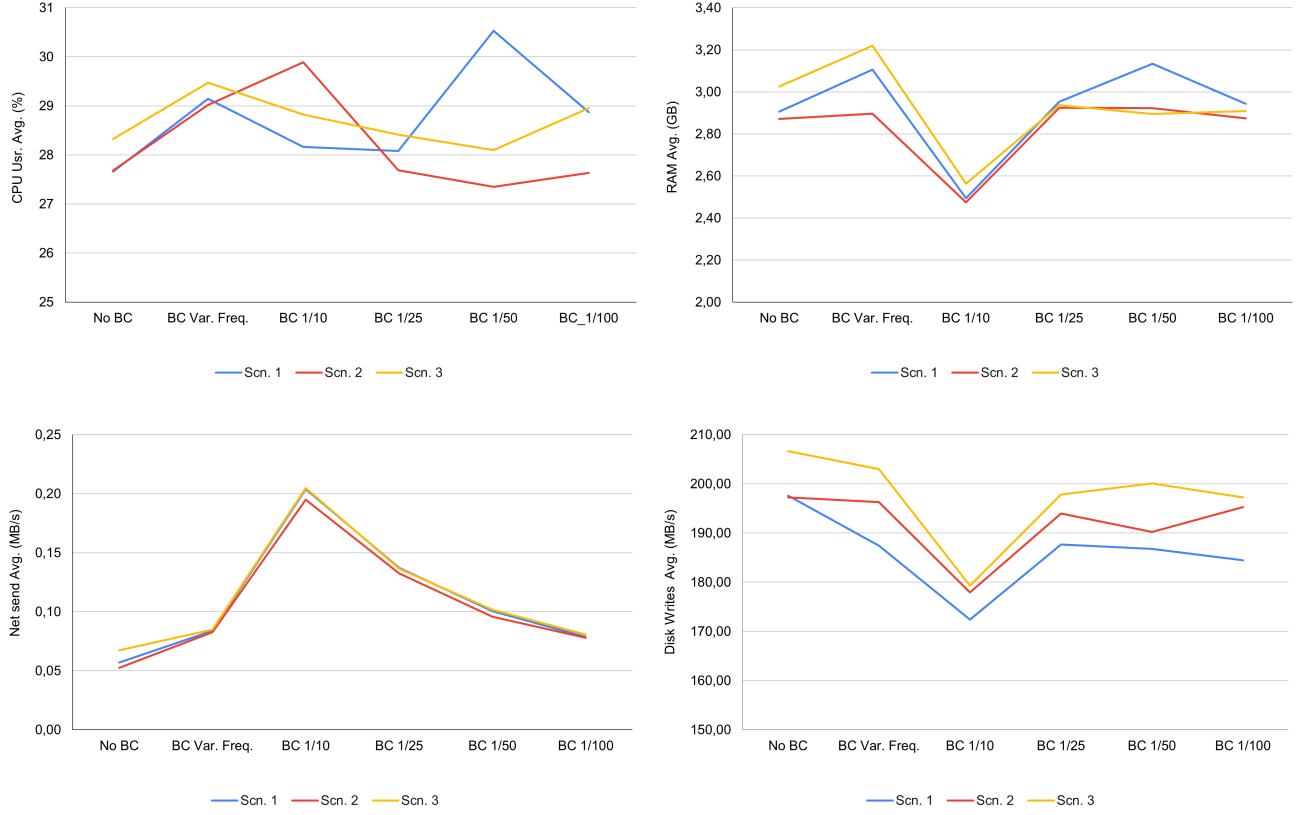 CPU Usr. Avg. (%)
31
30
29
28
27
26
25
No BC BC Var. Freq. BC 1/10 BC 1/25 BC 1/50 BC_1/100
Scn. 1 Scn. 2 Scn. 3
RAM Avg. (GB)
3,40
3,20
3,00
2,80
2,60
2,40
2,20
2,00
No BC BC Var. Freq. BC 1/10 BC 1/25 BC 1/50 BC 1/100
Scn. 1 Scn. 2 Scn. 3
Net send Avg. (MB/s)
0,25
0,20
0,15
0,10
0,05
0,00
No BC BC Var. Freq. BC 1/10 BC 1/25 BC 1/50 BC 1/100
Scn. 1 Scn. 2 Scn. 3
Disk Writes Avg. (MB/s)
210,00
200,00
190,00
180,00
170,00
160,00
150,00
No BC BC Var. Freq. BC 1/10 BC 1/25 BC 1/50 BC 1/100
Scn. 1 Scn. 2 Scn. 3